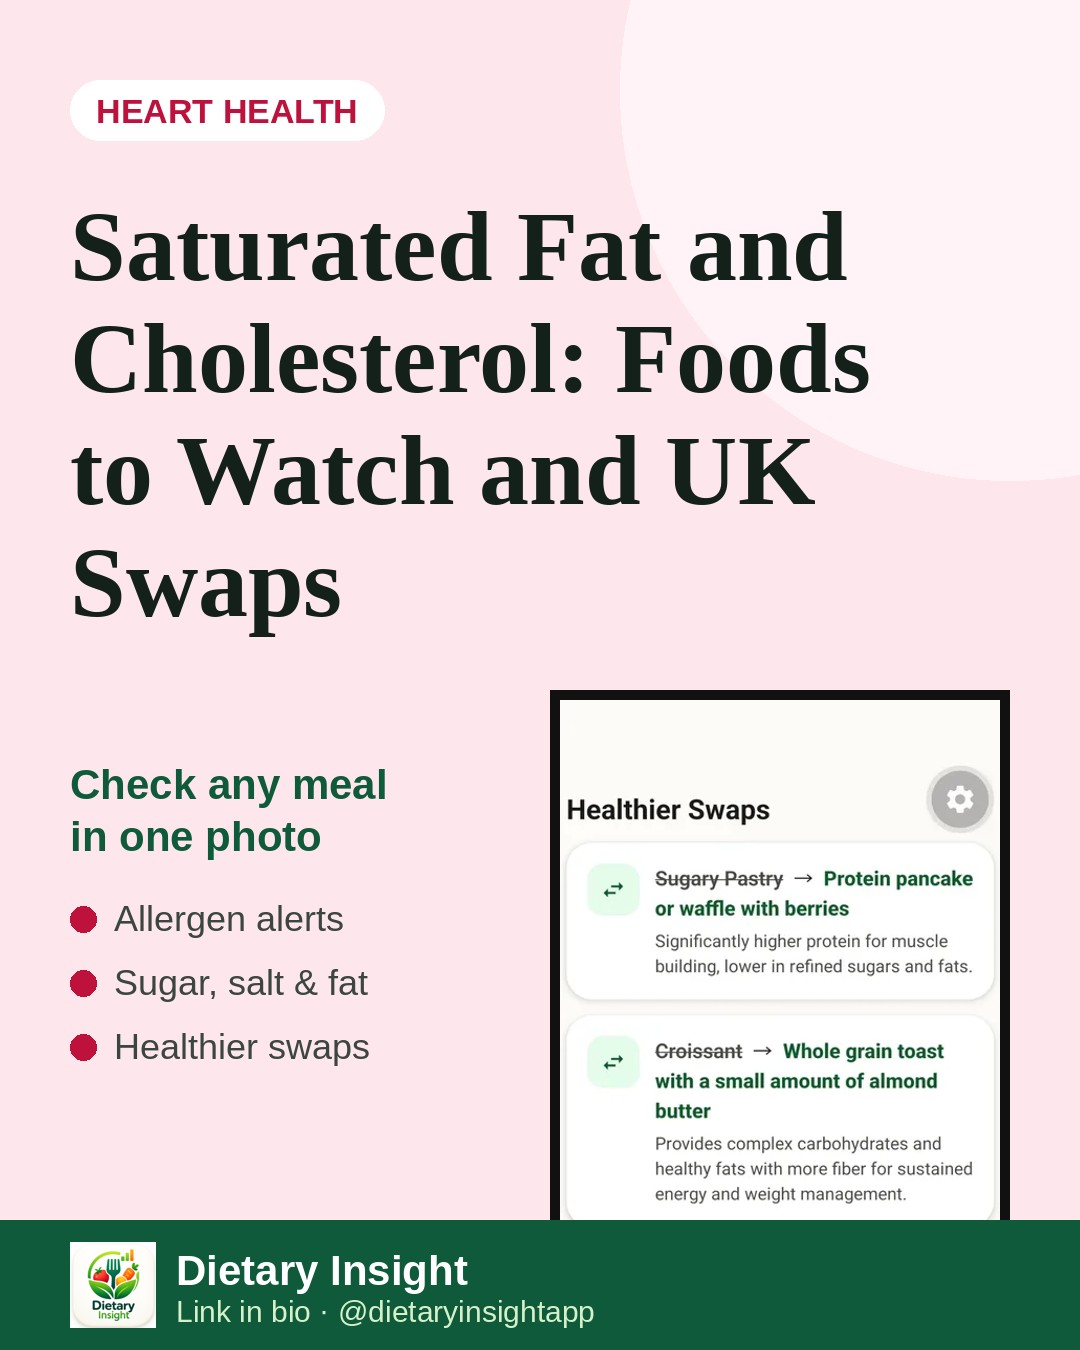 HEART HEALTH
Saturated Fat and
Cholesterol: Foods
to Watch and UK
Swaps
Check any meal
in one photo
Allergen alerts
Sugar, salt & fat
Healthier swaps
Healthier Swaps
Sugary Pastry → Protein pancake
or waffle with berries
Significantly higher protein for muscle
building, lower in refined sugars and fats.
Croissant → Whole grain toast
with a small amount of almond
butter
Provides complex carbohydrates and
healthy fats with more fiber for sustained
energy and weight management.
Dietary
Insight
Dietary Insight
Link in bio · @dietaryinsightapp